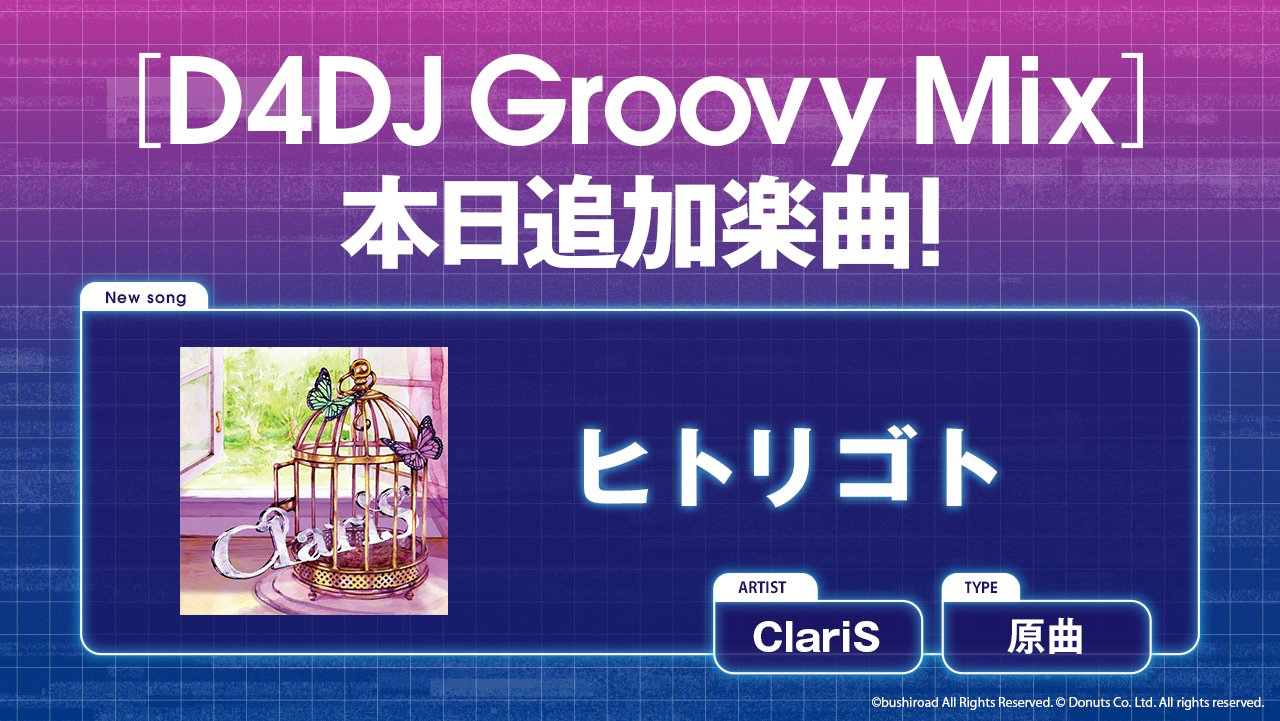 [D4DJ Groovy Mix]
本日追加楽曲!
New song
ClariS
ヒトリゴト
ARTIST
ClariS
TYPE
原曲
©bushiroad All Rights Reserved. © Donuts Co. Ltd. All rights reserved.